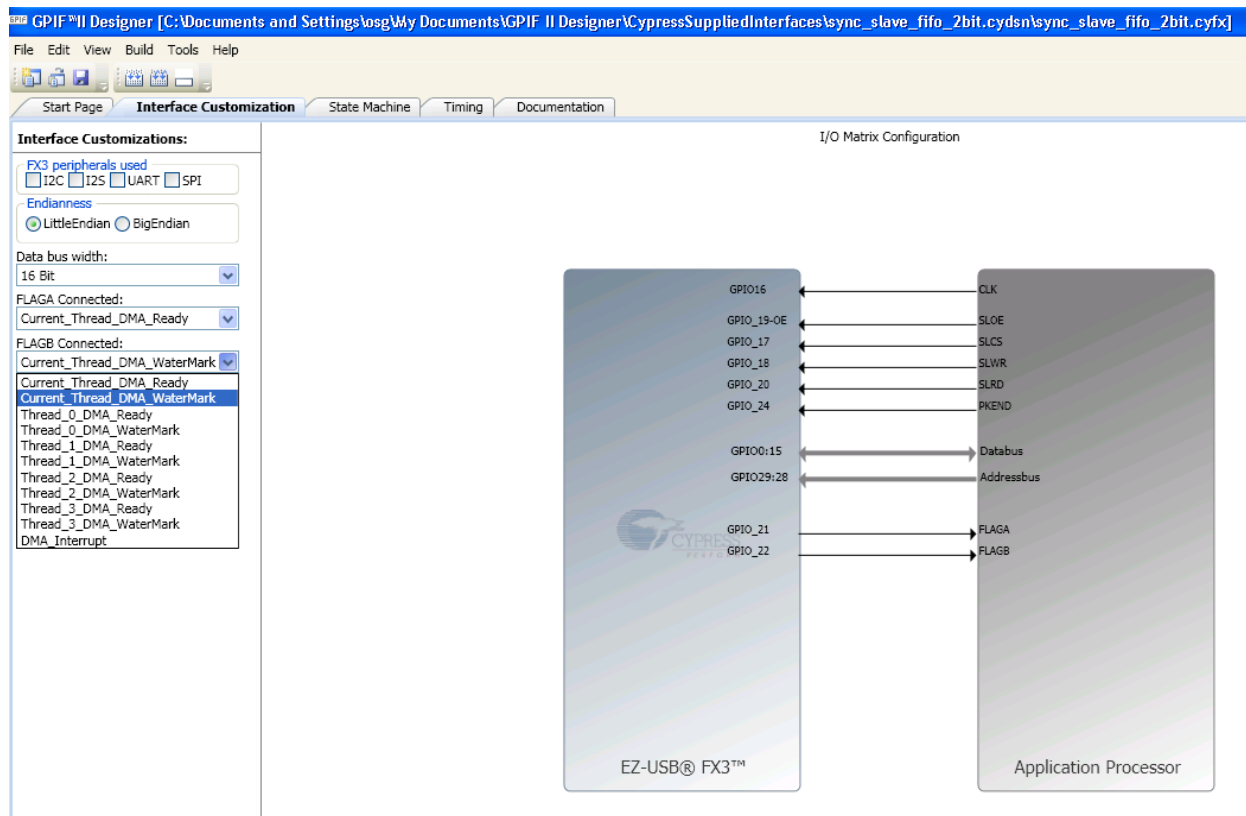 GPIF™II Designer [C:\Documents and Settings\osg\My Documents\GPIF II Designer\CypressSuppliedInterfaces\sync_slave_fifo_2bit.cydsn\sync_slave_fifo_2bit.cyfx]
File Edit View Build Tools Help
Start Page Interface Customization State Machine Timing Documentation
Interface Customizations:
FX3 peripherals used
I2C I2S UART SPI
Endianness
LittleEndian BigEndian
Data bus width:
16 Bit
FLAGA Connected:
Current_Thread_DMA_Ready
FLAGB Connected:
Current_Thread_DMA_WaterMark
Current_Thread_DMA_Ready
Current_Thread_DMA_WaterMark
Thread_0_DMA_Ready
Thread_0_DMA_WaterMark
Thread_1_DMA_Ready
Thread_1_DMA_WaterMark
Thread_2_DMA_Ready
Thread_2_DMA_WaterMark
Thread_3_DMA_Ready
Thread_3_DMA_WaterMark
DMA_Interrupt
I/O Matrix Configuration
GPIO16 CLK
GPIO_19-OE SLOE
GPIO_17 SLCS
GPIO_18 SLWR
GPIO_20 SLRD
GPIO_24 PKEND
GPIO0:15 Databus
GPIO29:28 Addressbus
GPIO_21 FLAGA
CYPRESS
GPIO_22 FLAGB
EZ-USB® FX3™ Application Processor